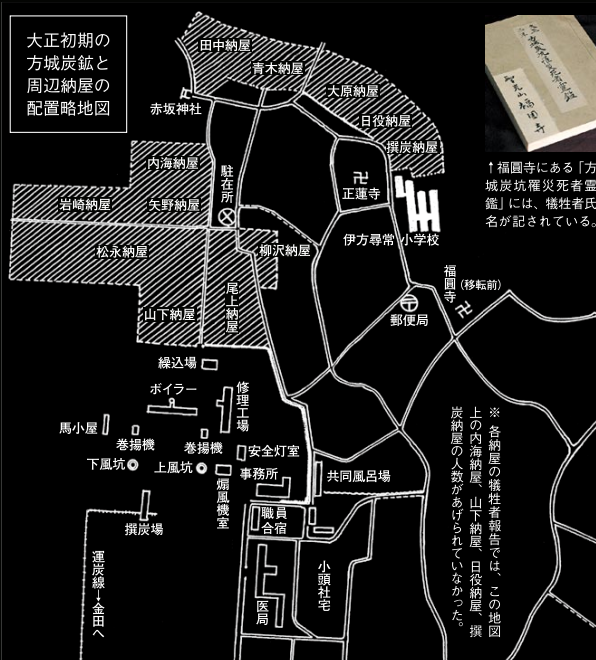 大正初期の
方城炭鉱と
周辺納屋の
配置略地図
田中納屋
青木納屋
大原納屋
赤坂神社
日役納屋
撰炭納屋
内海納屋
駐在所
正蓮寺
岩崎納屋
矢野納屋
伊方尋常 小学校
松永納屋
柳沢納屋
尾上納屋
山下納屋
福圓寺(移転前)
郵便局
↑福圓寺にある「方
城炭坑罹災死者霊
鑑」には、犠牲者氏
名が記されている。
繰込場
ボイラー
修理工場
馬小屋
巻揚機
巻揚機
安全灯室
下風坑
上風坑
扇風機室
事務所
共同風呂場
撰炭場
職員
合宿
運炭線→金田へ
医局
小頭社宅
※ 各納屋の犠牲者報告では、この地図
上の内海納屋、山下納屋、日役納屋、撰
炭納屋の人数があげられていなかった。